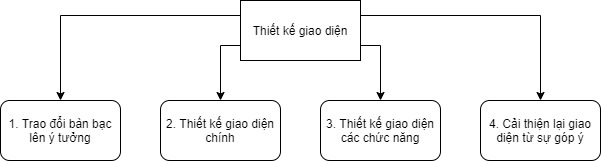 Thiết kế giao diện
1. Trao đổi bàn bạc
lên ý tưởng
2. Thiết kế giao diện
chính
3. Thiết kế giao diện
các chức năng
4. Cải thiện lại giao
diện từ sự góp ý